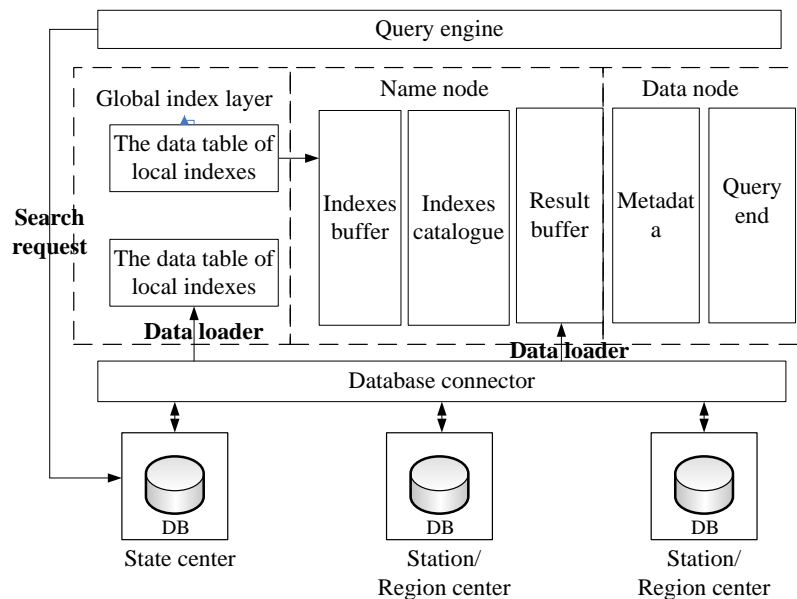 Query engine
Global index layer
Name node
Data node
The data table of
local indexes
Indexes
buffer
Indexes
catalogue
Result
buffer
Metadat
a
Query
end
Search
request
The data table of
local indexes
Data loader
Data loader
Database connector
DB
DB
DB
State center
Station/
Region center
Station/
Region center